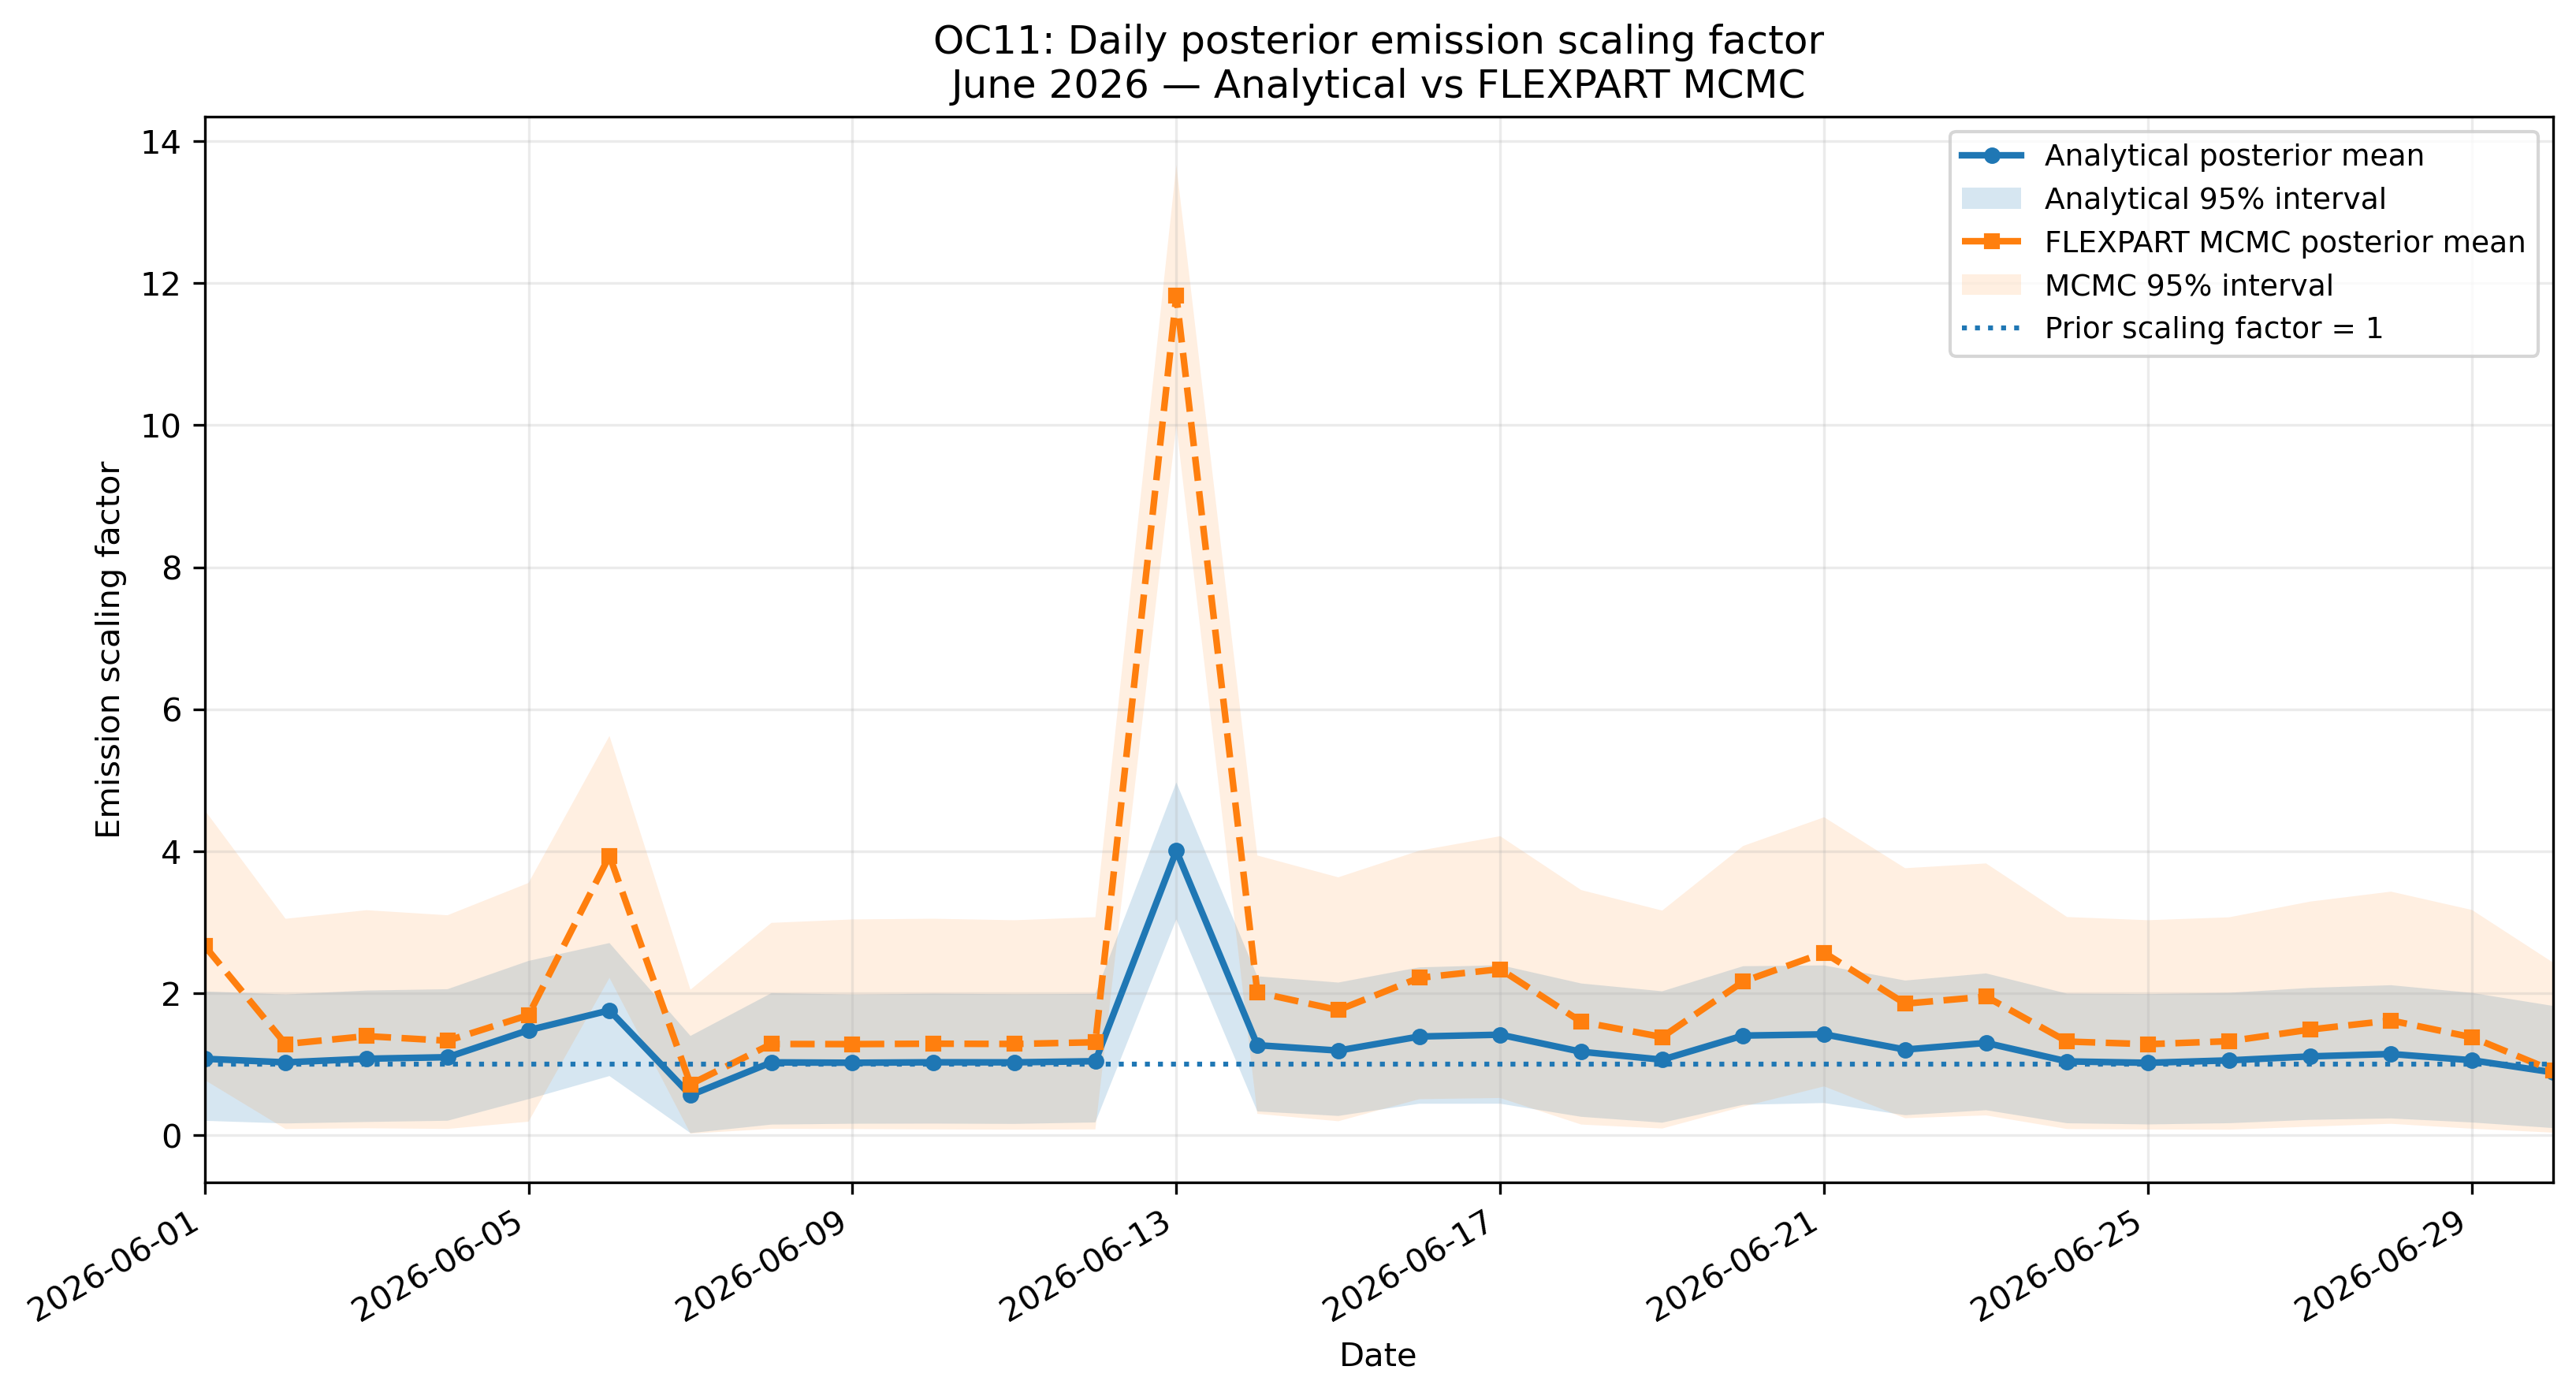 OC11: Daily posterior emission scaling factor
June 2026 — Analytical vs FLEXPART MCMC
Emission scaling factor
14
12
10
8
6
4
2
0
Analytical posterior mean
Analytical 95% interval
FLEXPART MCMC posterior mean
MCMC 95% interval
Prior scaling factor = 1
2026-06-01
2026-06-05
2026-06-09
2026-06-13
2026-06-17
2026-06-21
2026-06-25
2026-06-29
Date